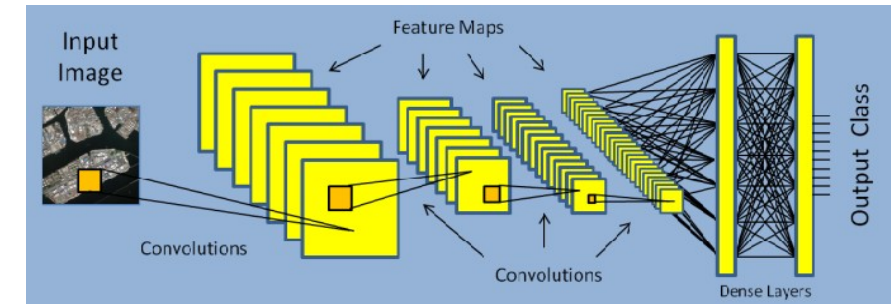 Input
Image
Feature Maps
Convolutions
Convolutions
Dense Layers
Output Class